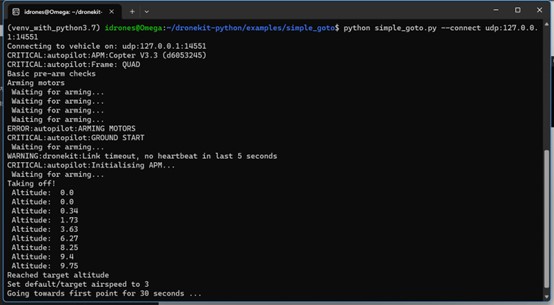 idrones@Omega: ~/dronekit-
(venv_with_python3.7) idrones@Omega:~/dronekit-python/examples/simple_goto$ python simple_goto.py --connect udp:127.0.0.
1:14551
Connecting to vehicle on: udp:127.0.0.1:14551
CRITICAL:autopilot:APM:Copter V3.3 (d6053245)
CRITICAL:autopilot:Frame: QUAD
Basic pre-arm checks
Arming motors
Waiting for arming...
Waiting for arming...
Waiting for arming...
Waiting for arming...
ERROR:autopilot:ARMING MOTORS
CRITICAL:autopilot:GROUND START
Waiting for arming...
WARNING:dronekit:Link timeout, no heartbeat in last 5 seconds
CRITICAL:autopilot:Initialising APM...
Waiting for arming...
Taking off!
Altitude:  0.0
Altitude:  0.0
Altitude:  0.34
Altitude:  1.73
Altitude:  3.63
Altitude:  6.27
Altitude:  8.25
Altitude:  9.4
Altitude:  9.75
Reached target altitude
Set default/target airspeed to 3
Going towards first point for 30 seconds ...